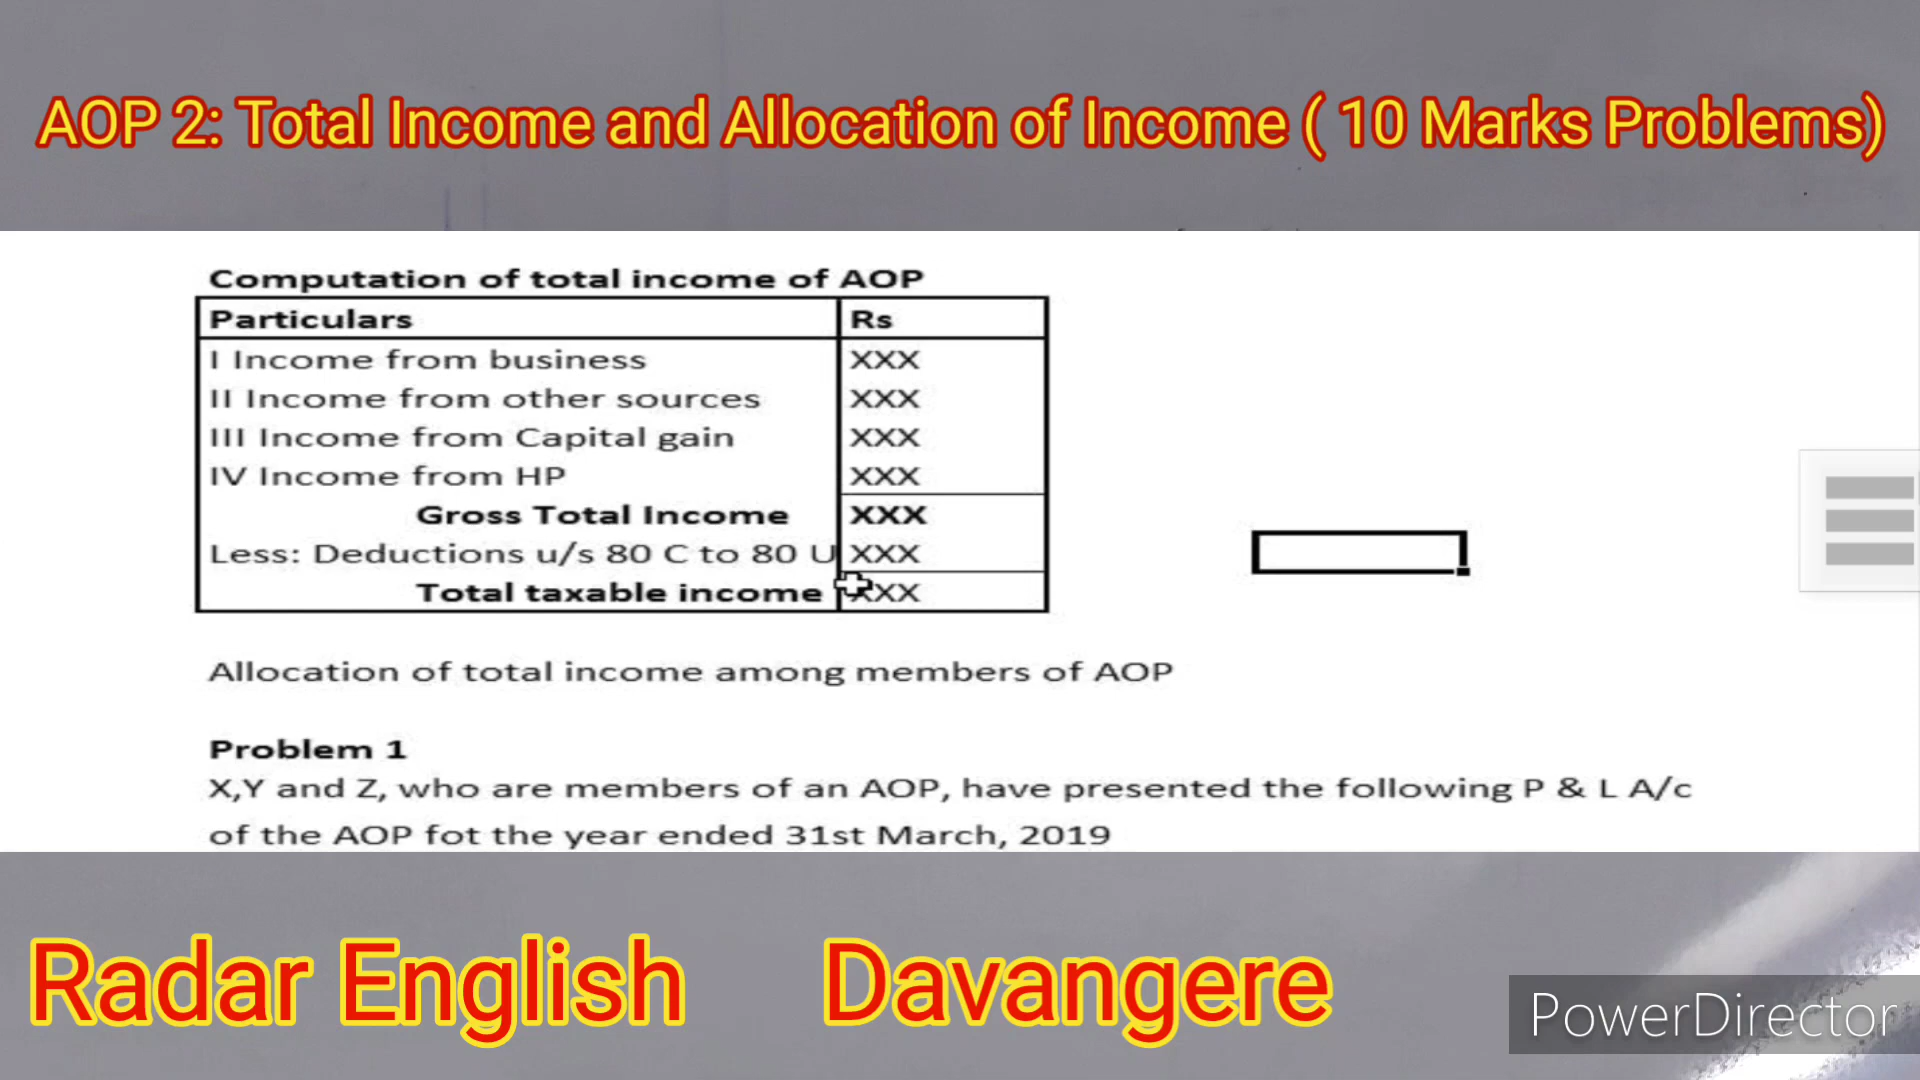 AOP 2: Total Income and Allocation of Income ( 10 Marks Problems)
Computation of total income of AOP
Particulars Rs
I Income from business XXX
II Income from other sources XXX
III Income from Capital gain XXX
IV Income from HP XXX
Gross Total Income XXX
Less: Deductions u/s 80 C to 80 U XXX
Total taxable income XXX
Allocation of total income among members of AOP
Problem 1
X,Y and Z, who are members of an AOP, have presented the following P & L A/c
of the AOP fot the year ended 31st March, 2019
Radar English Davangere
PowerDirector